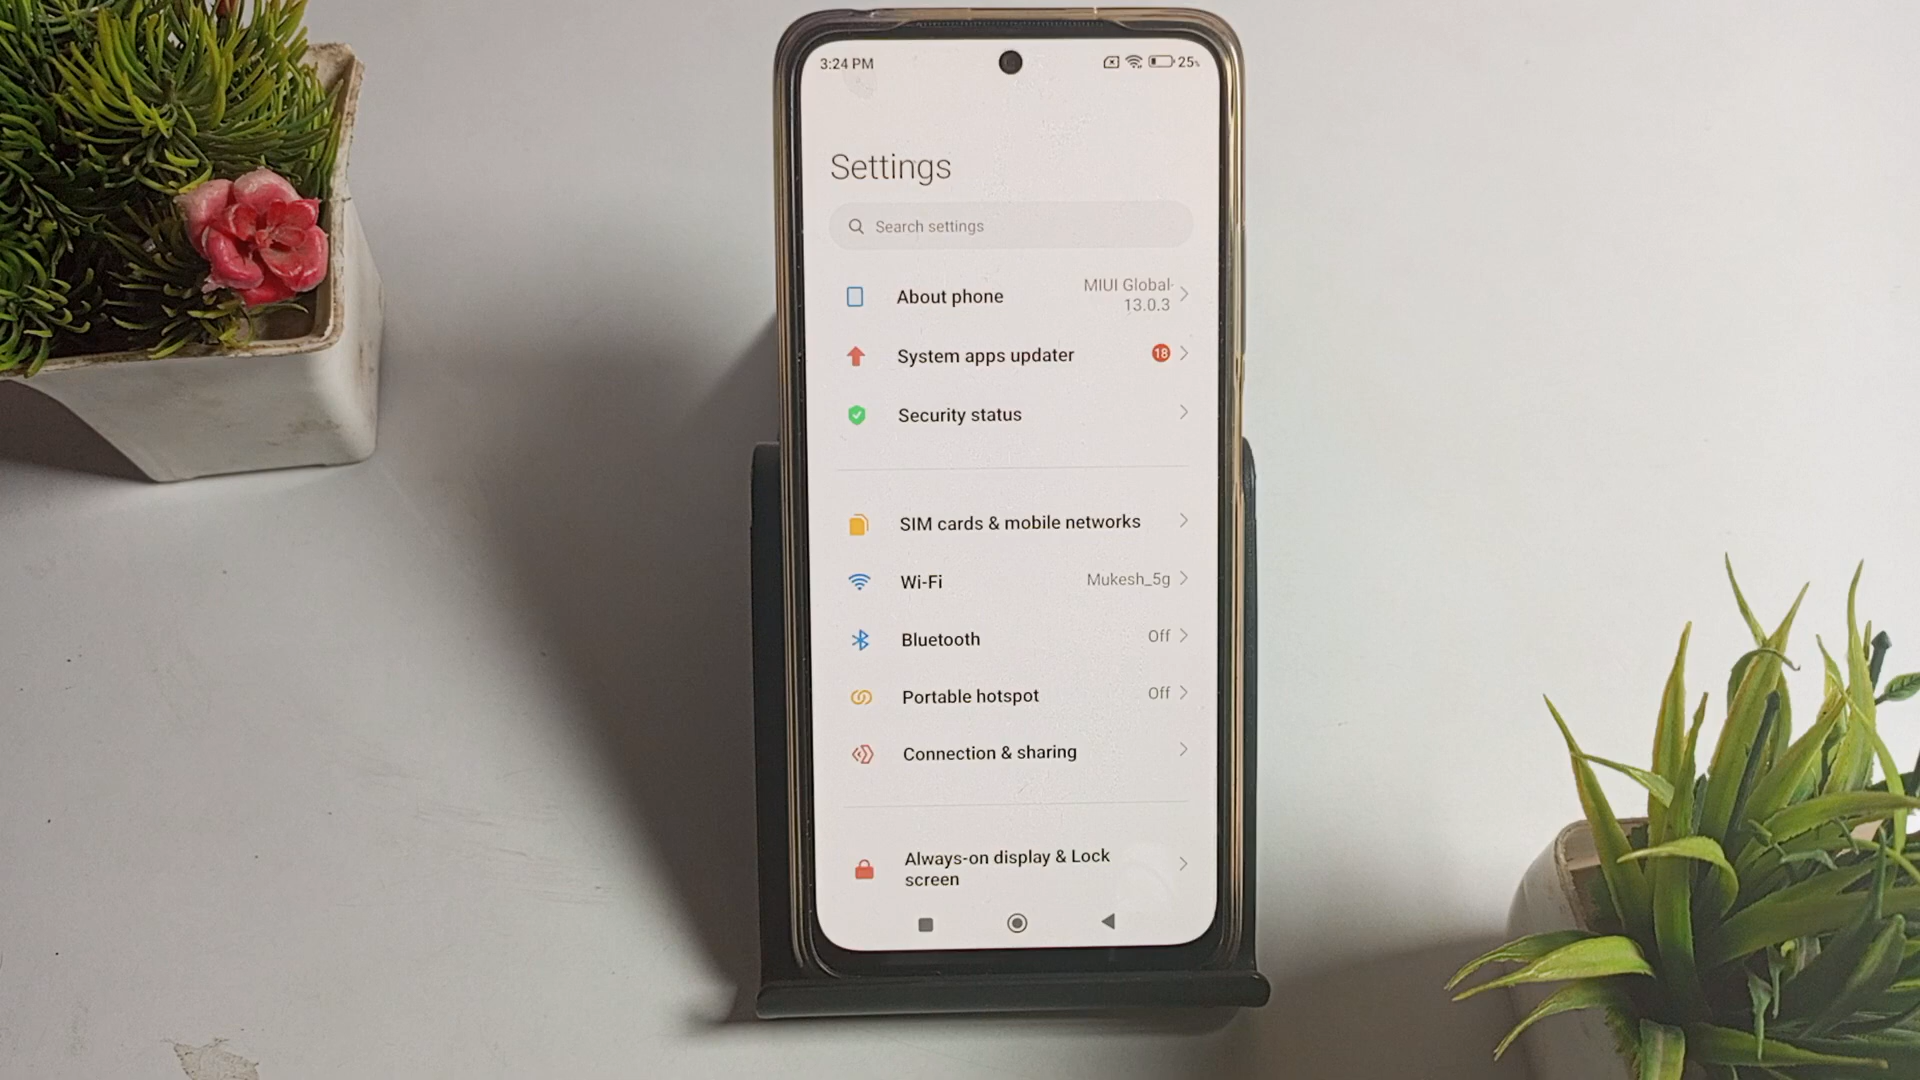 3:24 PM
25%
Settings
Search settings
About phone
MIUI Global
13.0.3
System apps updater
18
Security status
SIM cards & mobile networks
Wi-Fi
Mukesh_5g
Bluetooth
Off
Portable hotspot
Off
Connection & sharing
Always-on display & Lock
screen